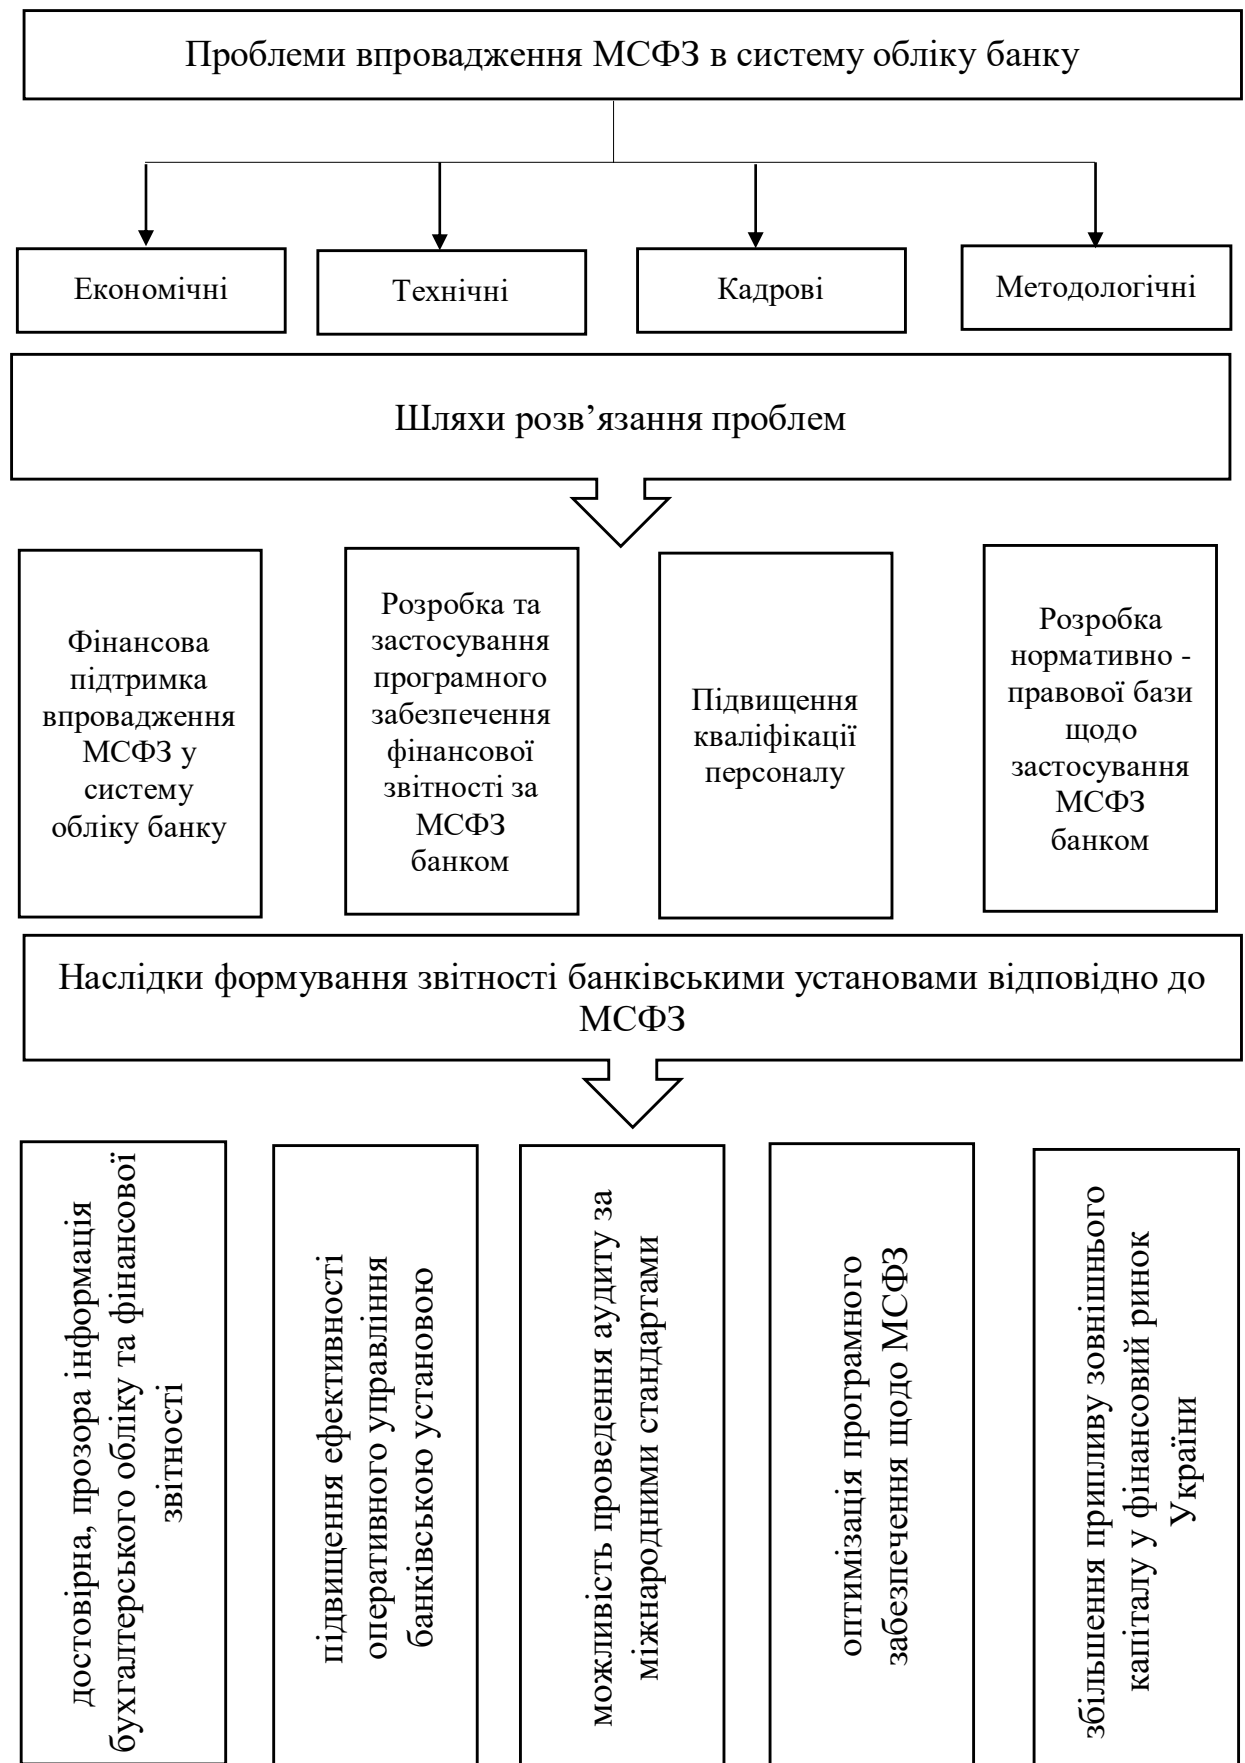 Проблеми впровадження МСФЗ в систему обліку банку
Економічні
Технічні
Кадрові
Методологічні
Шляхи розв’язання проблем
Фінансова
підтримка
впровадження
МСФЗ у
систему
обліку банку
Розробка та
застосування
програмного
забезпечення
фінансової
звітності за
МСФЗ
банком
Підвищення
кваліфікації
персоналу
Розробка
нормативно -
правової бази
щодо
застосування
МСФЗ
банком
Наслідки формування звітності банківськими установами відповідно до
МСФЗ
достовірна, прозора інформація
бухгалтерського обліку та фінансової
звітності
підвищення ефективності
оперативного управління
банківською установою
можливість проведення аудиту за
міжнародними стандартами
оптимізація програмного
забезпечення щодо МСФЗ
збільшення припливу зовнішнього
капіталу у фінансовий ринок
України